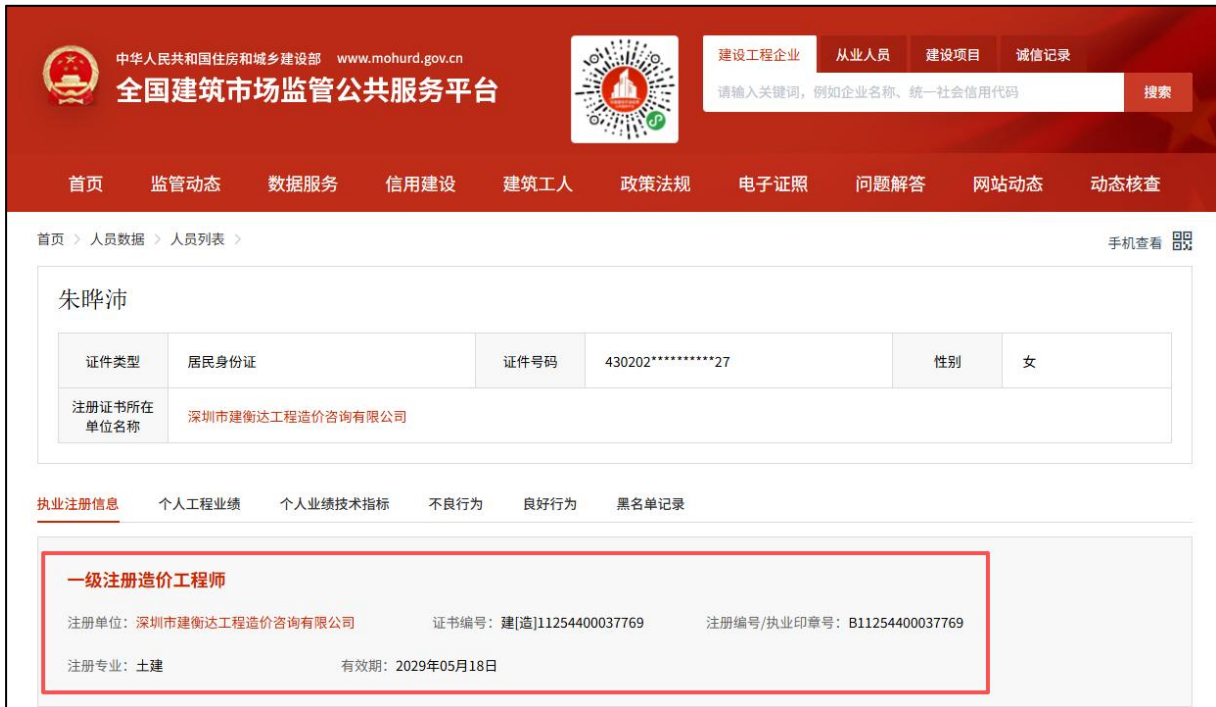 中华人民共和国住房和城乡建设部 www.mohurd.gov.cn
全国建筑市场监管公共服务平台
建设工程企业 从业人员 建设项目 诚信记录
请输入关键词，例如企业名称、统一社会信用代码 搜索
首页 监管动态 数据服务 信用建设 建筑工人 政策法规 电子证照 问题解答 网站动态 动态核查
首页 > 人员数据 > 人员列表 > 手机查看
朱晔沛
证件类型 居民身份证 证件号码 430202**********27 性别 女
注册证书所在
单位名称 深圳市建衡达工程造价咨询有限公司
执业注册信息 个人工程业绩 个人业绩技术指标 不良行为 良好行为 黑名单记录
一级注册造价工程师
注册单位：深圳市建衡达工程造价咨询有限公司 证书编号：建[造]11254400037769 注册编号/执业印章号：B11254400037769
注册专业：土建 有效期：2029年05月18日